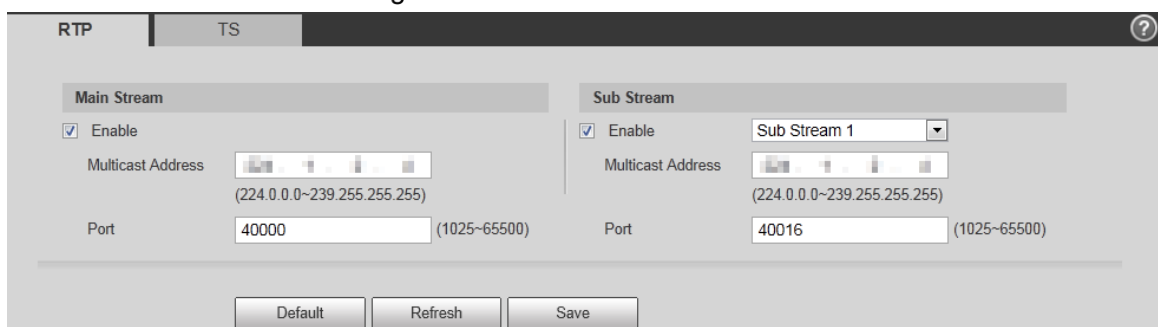 RTP TS ?
Main Stream Sub Stream
Enable Enable Sub Stream 1
Multicast Address Multicast Address
(224.0.0.0~239.255.255.255) (224.0.0.0~239.255.255.255)
Port 40000 (1025~65500) Port 40016 (1025~65500)
Default Refresh Save